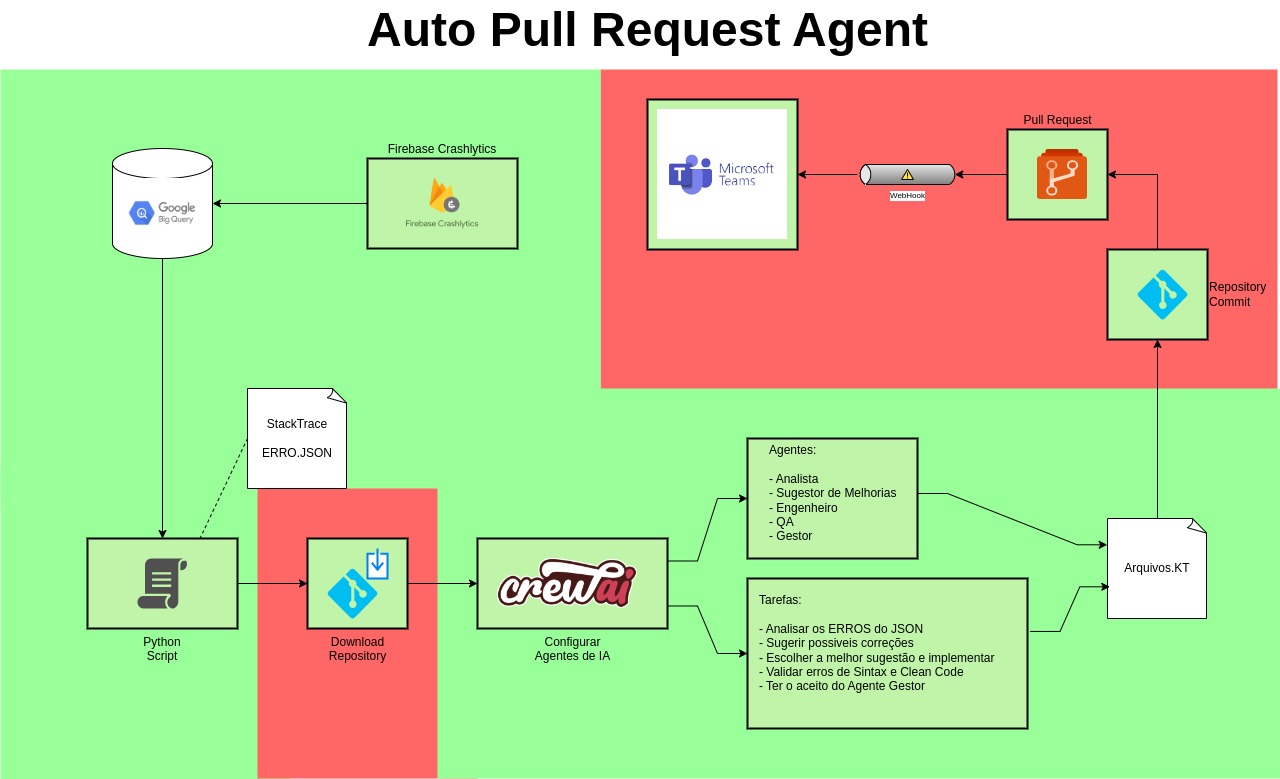 Auto Pull Request Agent
Firebase Crashlytics
Firebase Crashlytics
Google
Big Query
Microsoft
Teams
T
WebHook
Pull Request
Repository
Commit
StackTrace
ERRO.JSON
Python
Script
Download
Repository
crewai
Configurar
Agentes de IA
Agentes:
- Analista
- Sugestor de Melhorias
- Engenheiro
- QA
- Gestor
Tarefas:
- Analisar os ERROS do JSON
- Sugerir possiveis correções
- Escolher a melhor sugestão e implementar
- Validar erros de Sintax e Clean Code
- Ter o aceito do Agente Gestor
Arquivos.KT